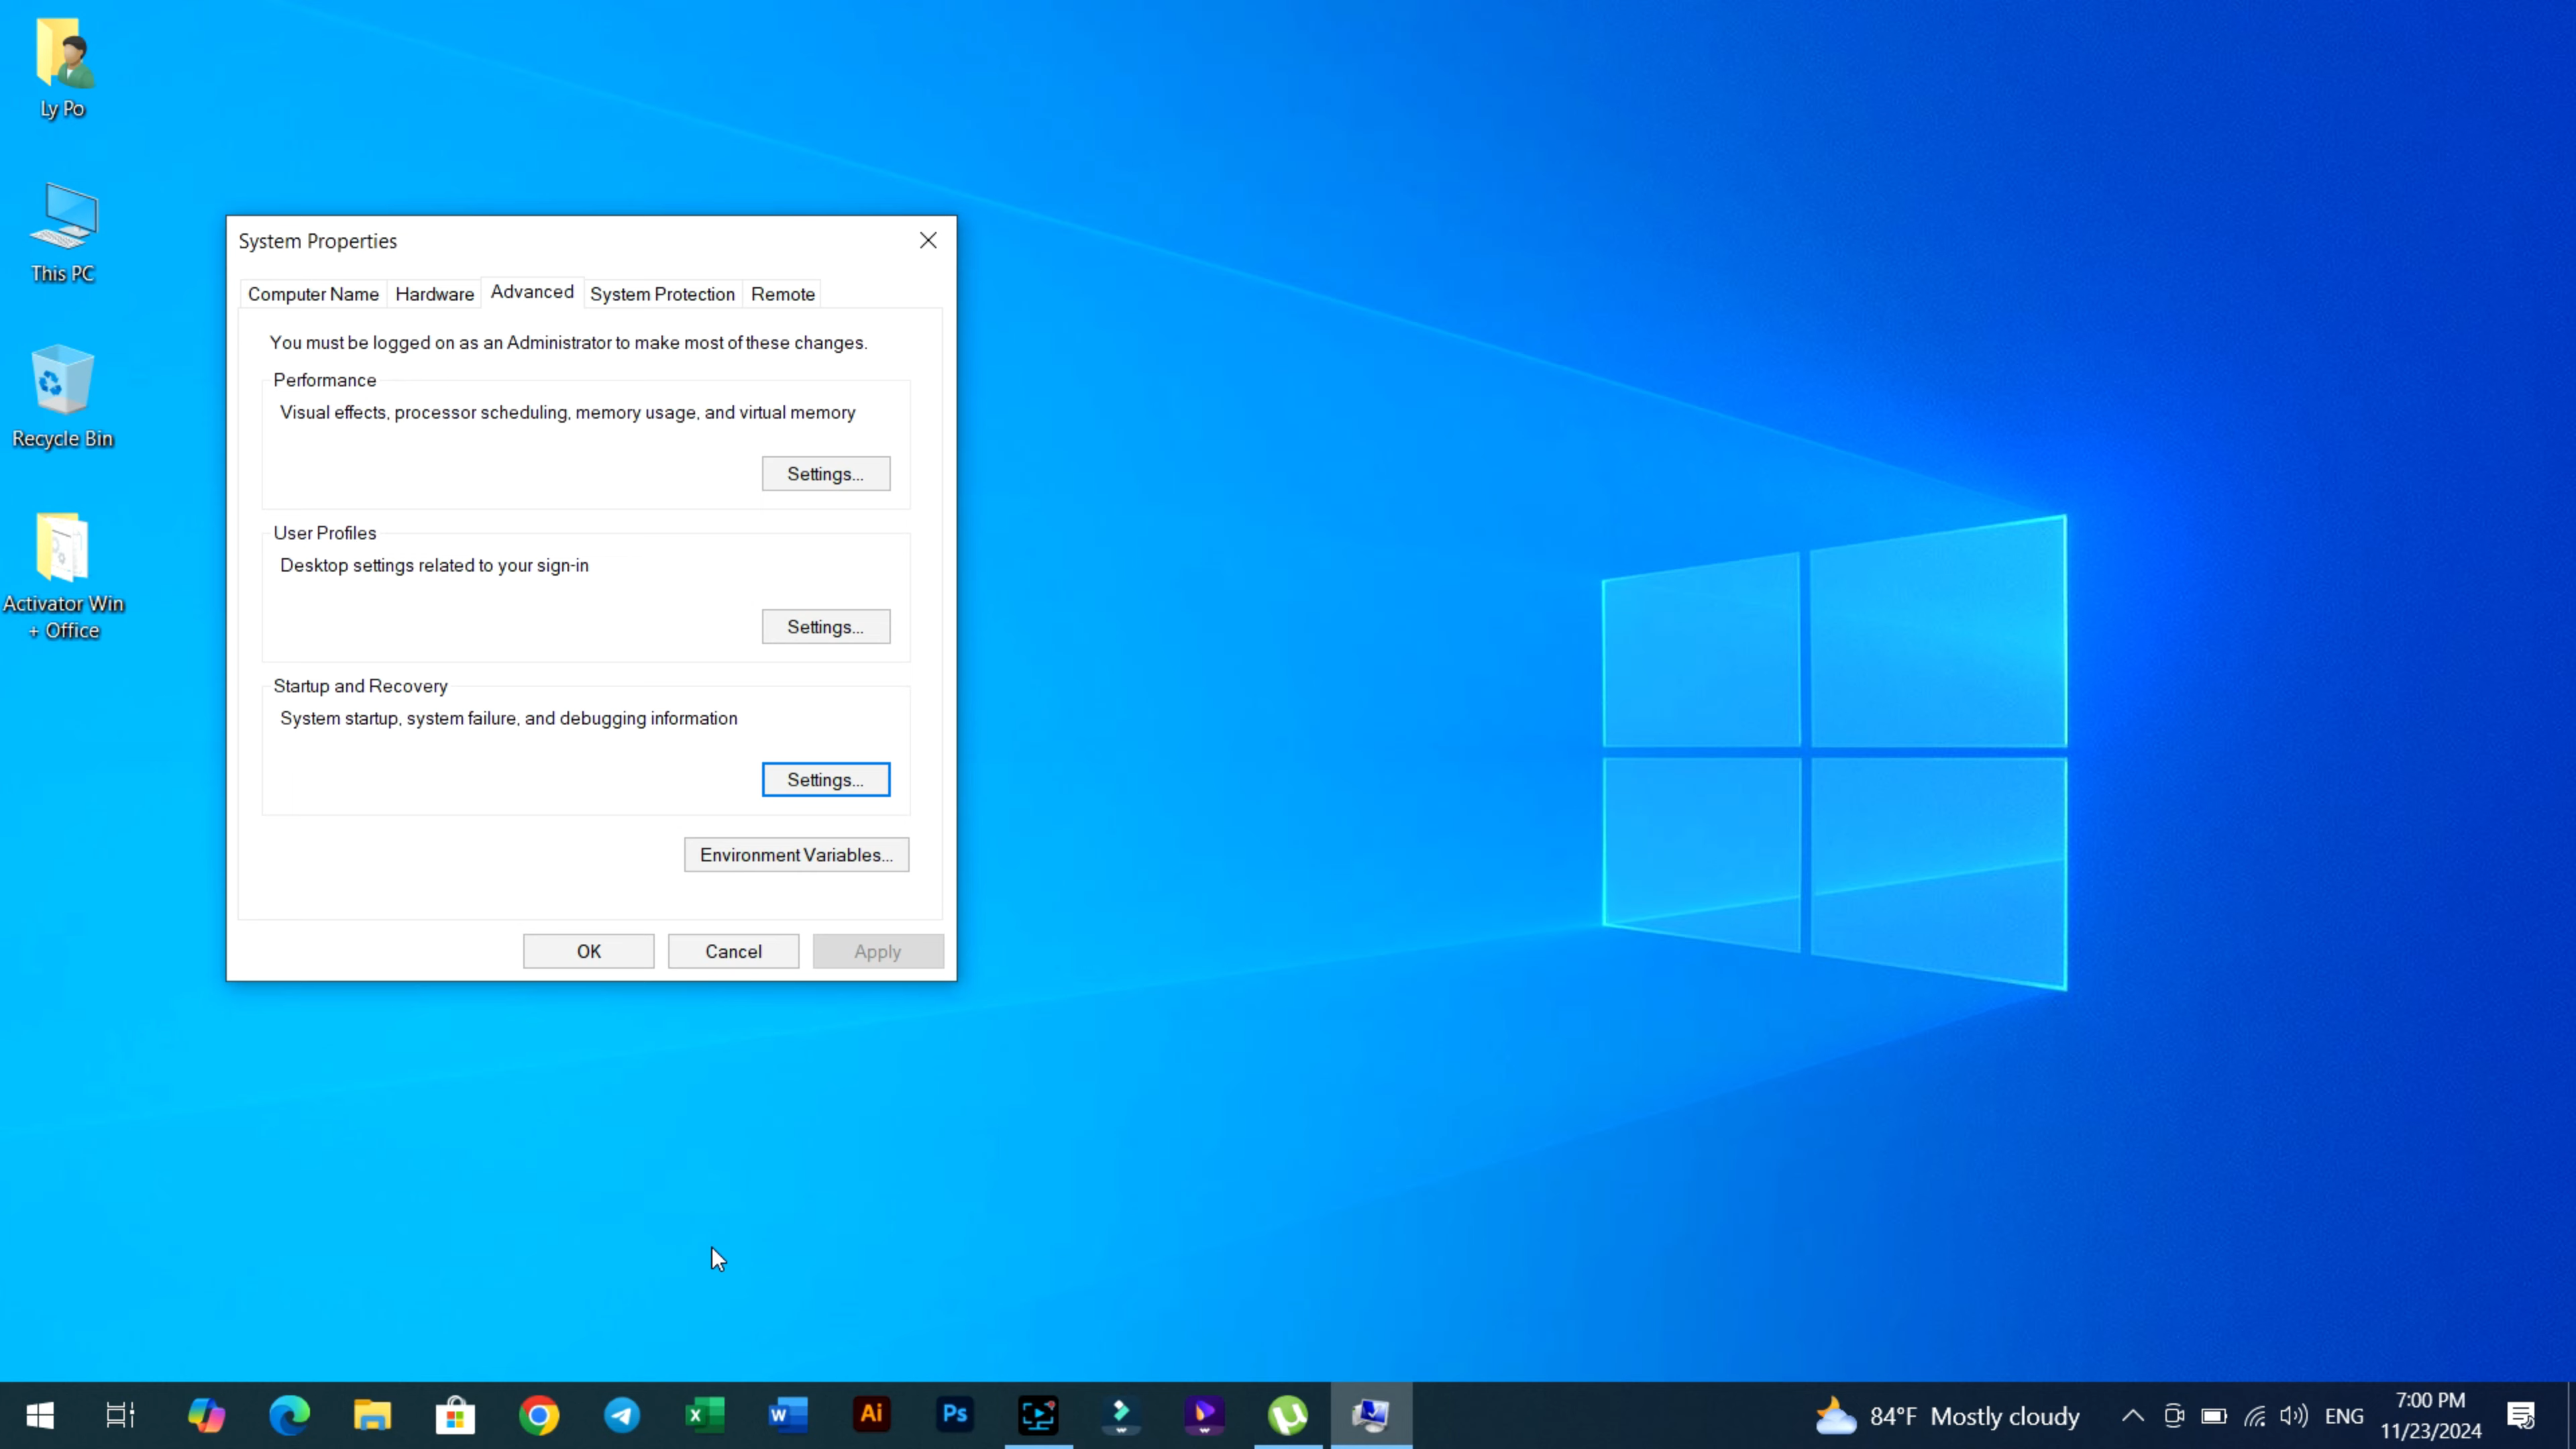 Ly Po
This PC
Recycle Bin
Activator Win
+ Office
System Properties
Computer Name
Hardware
Advanced
System Protection
Remote
You must be logged on as an Administrator to make most of these changes.
Performance
Visual effects, processor scheduling, memory usage, and virtual memory
Settings...
User Profiles
Desktop settings related to your sign-in
Settings...
Startup and Recovery
System startup, system failure, and debugging information
Settings...
Environment Variables...
OK
Cancel
Apply
X
W
Ai
Ps
84°F Mostly cloudy
ENG
7:00 PM
11/23/2024